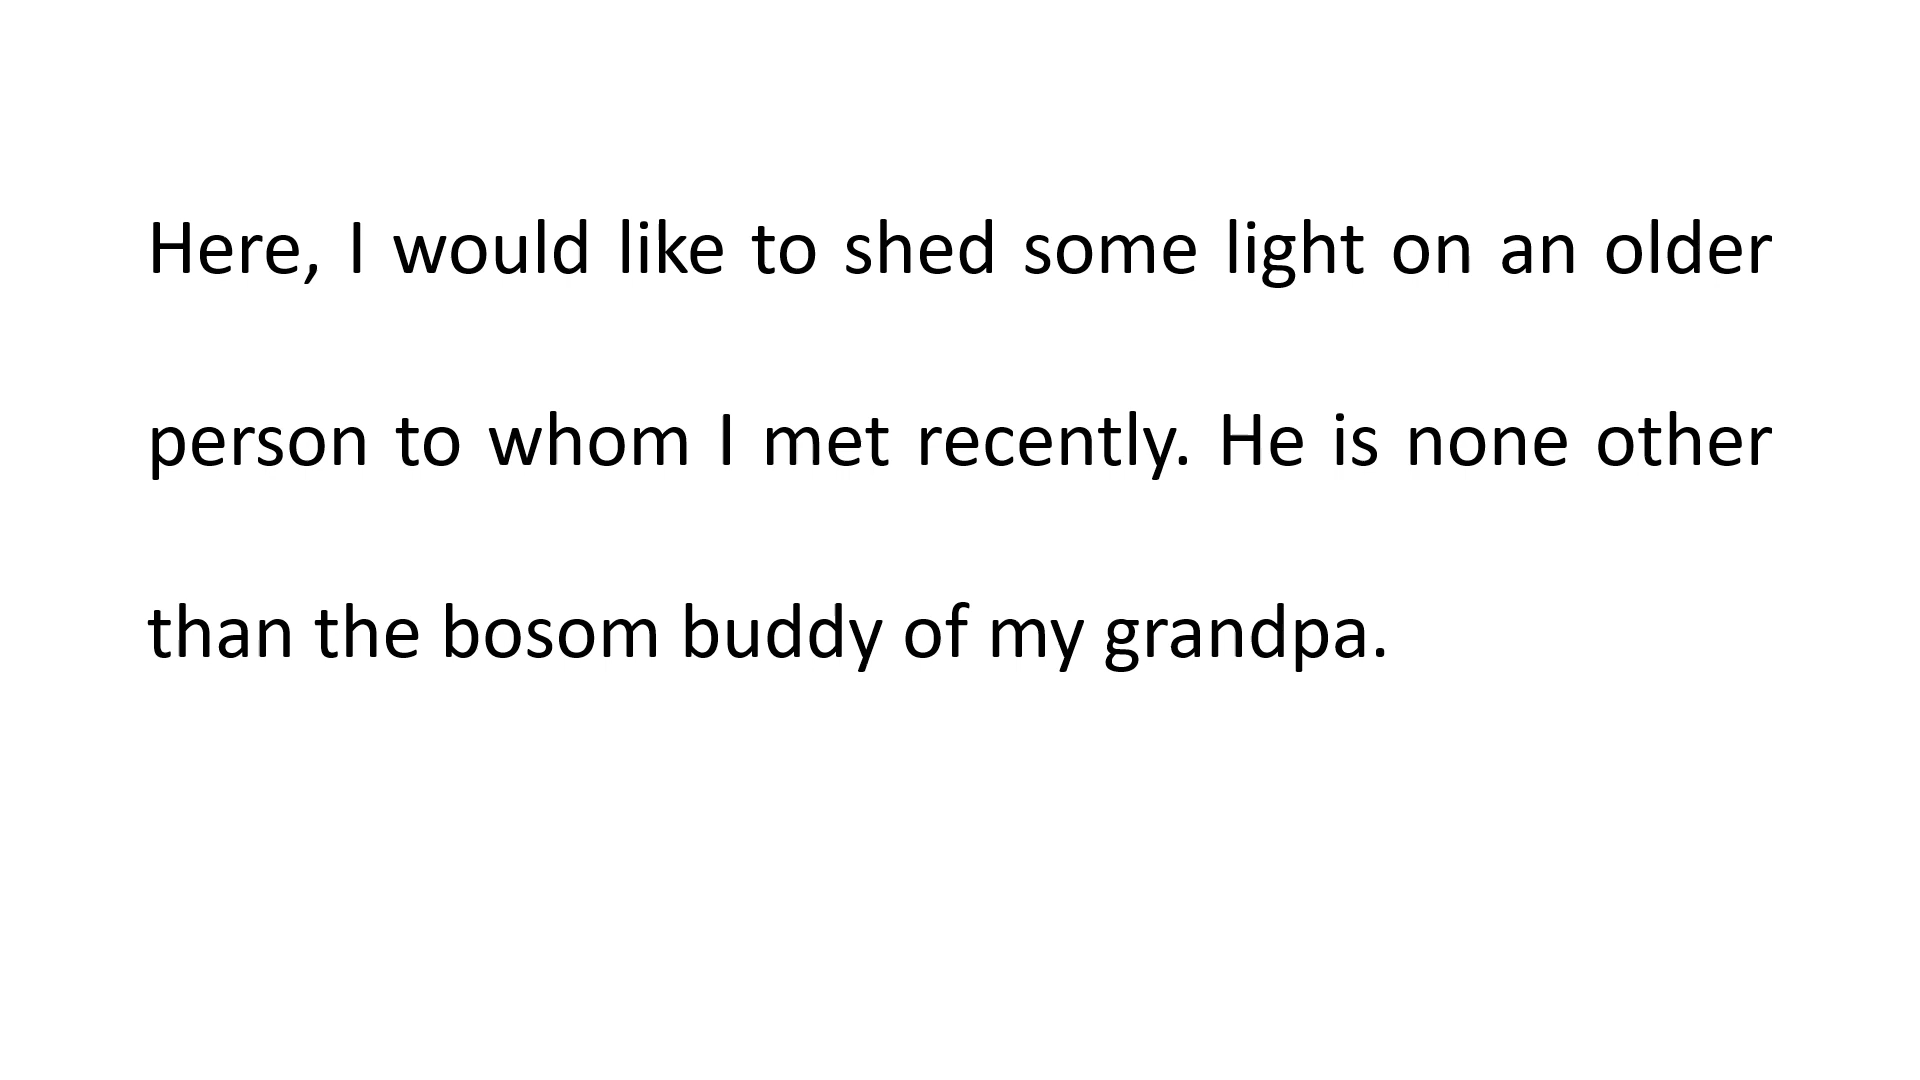 Here, I would like to shed some light on an older
person to whom I met recently. He is none other
than the bosom buddy of my grandpa.